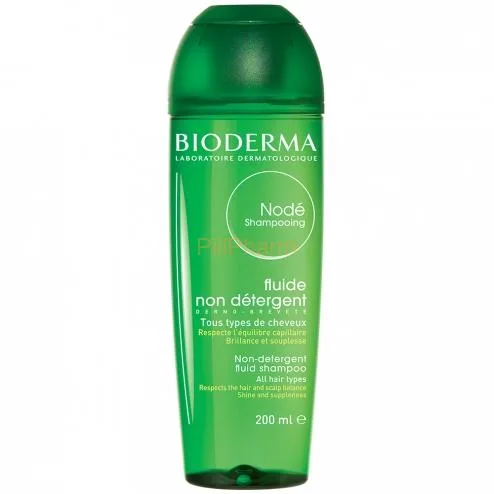 BIODERMA
LABORATOIRE DERMATOLOGIQUE
Nodé
Shampooing
PillPharm
fluide
non détergent
DERMO-BREVETÉ
Tous types de cheveux
Respecte l'équilibre capillaire
Brillance et souplesse
Non-detergent
fluid shampoo
All hair types
Respects the hair and scalp balance
Shine and suppleness
200 ml e